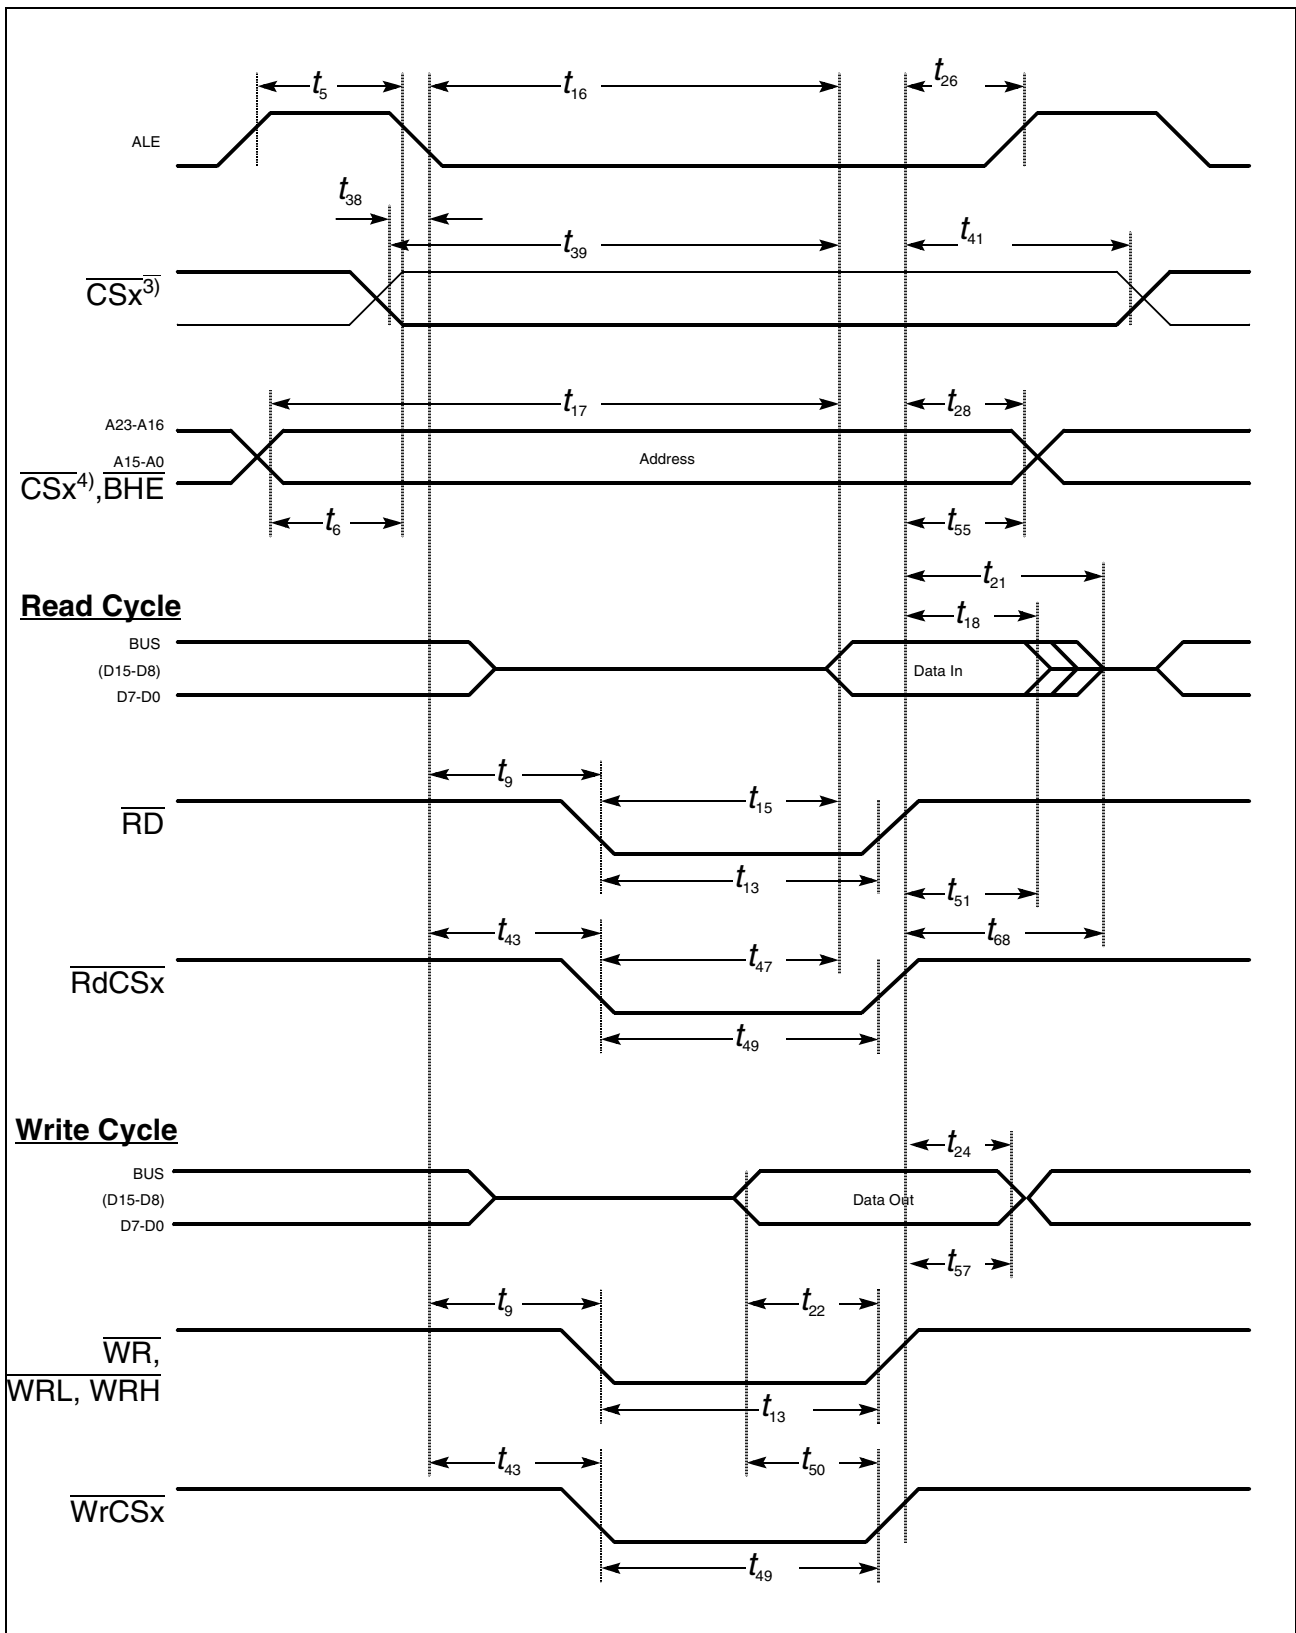 t5 t16 t26
ALE
t38
t39 t41
CSx3)
t17 t28
A23-A16
A15-A0 Address
CSx4),BHE
t6 t55
t21
Read Cycle
t18
BUS
(D15-D8) Data In
D7-D0
t9
t15
RD
t13 t51
t43 t68
t47
RdCSx
t49
Write Cycle
t24
BUS
(D15-D8) Data Out
D7-D0
t57
t9 t22
WR,
WRL, WRH
t13
t43 t50
WrCSx
t49